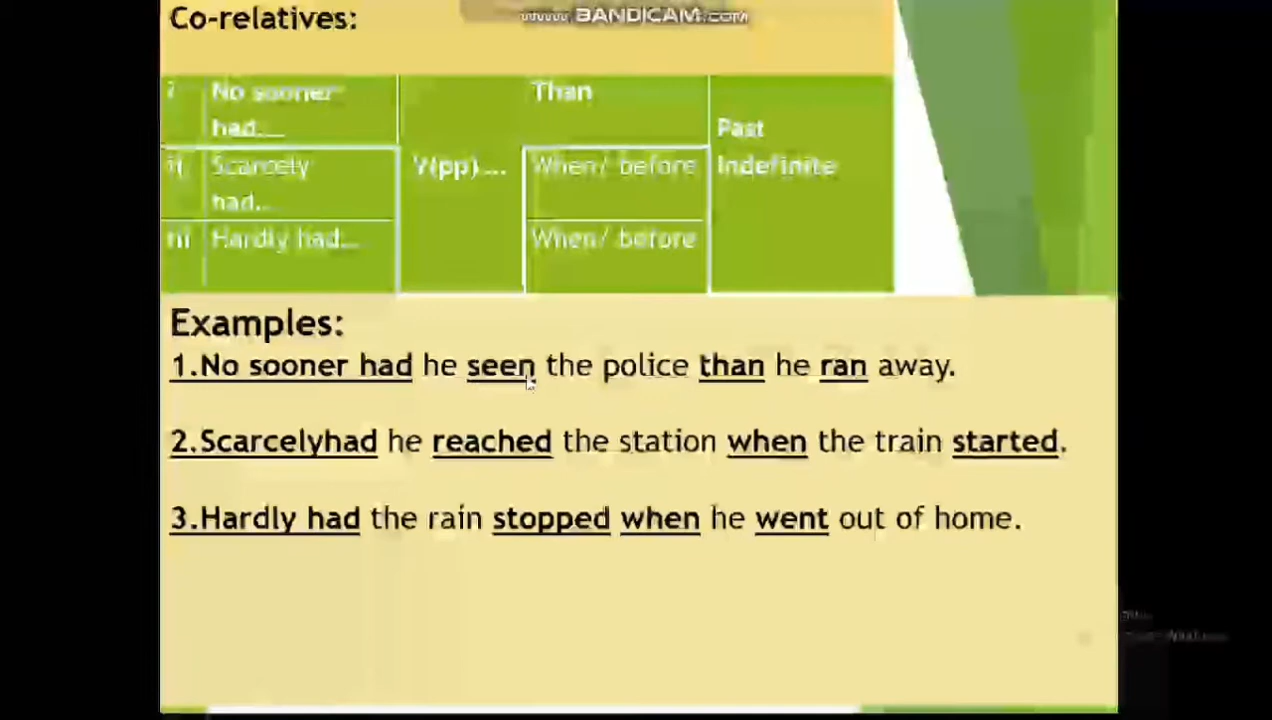 Co-relatives:
www.BANDICAM.com
No sooner had... Than
Past Indefinite
Scarcely had.. V(pp)... When/ before
Hardly had... When/ before
Examples:
1.No sooner had he seen the police than he ran away.
2.Scarcelyhad he reached the station when the train started.
3.Hardly had the rain stopped when he went out of home.